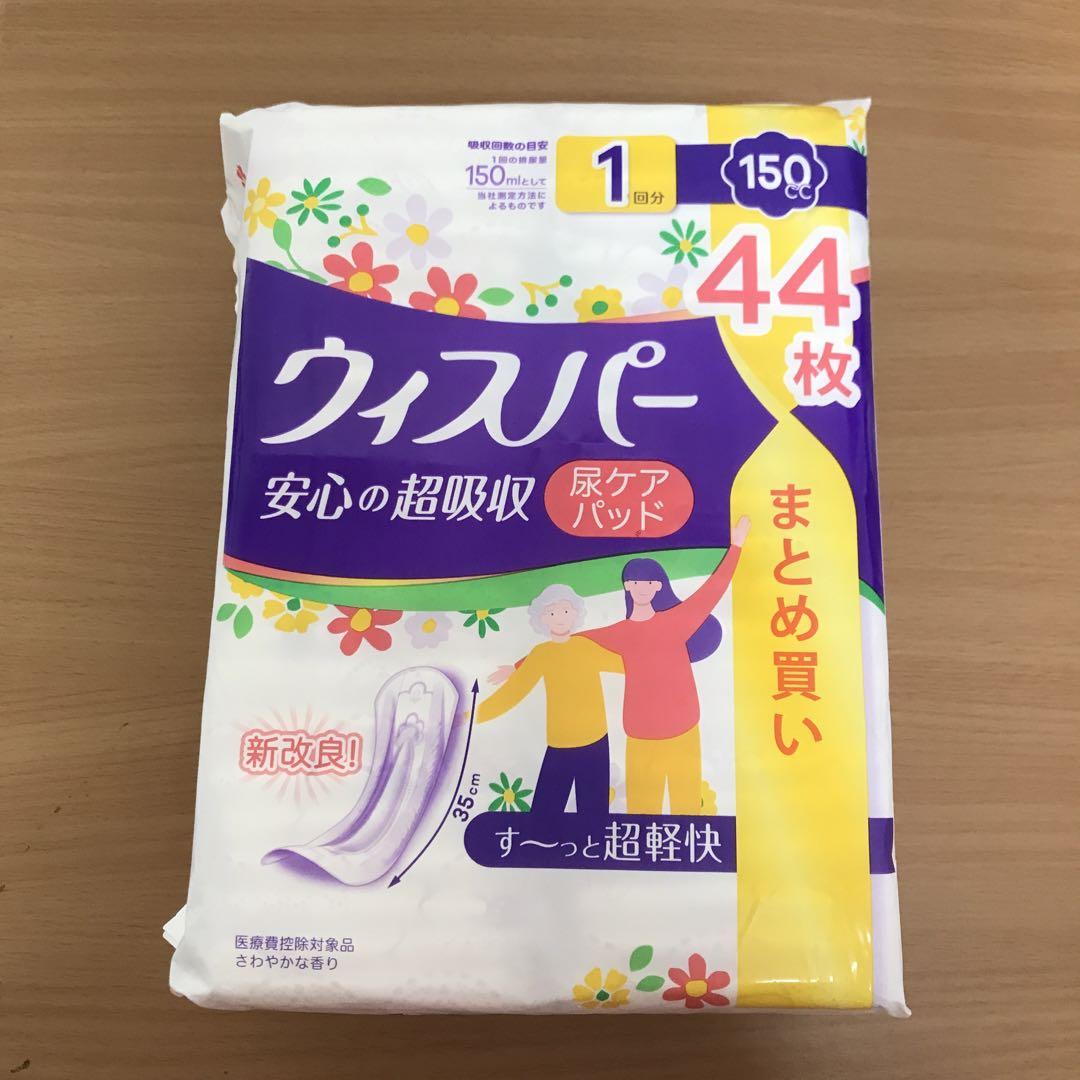 吸収回数の目安
1回の排尿量
150mlとして
当社測定方法に
よるものです
1回分
150cc
44枚
ウィスパー
安心の超吸収
尿ケア
パッド
まとめ買い
新改良!
35cm
す〜っと超軽快
医療費控除対象品
さわやかな香り